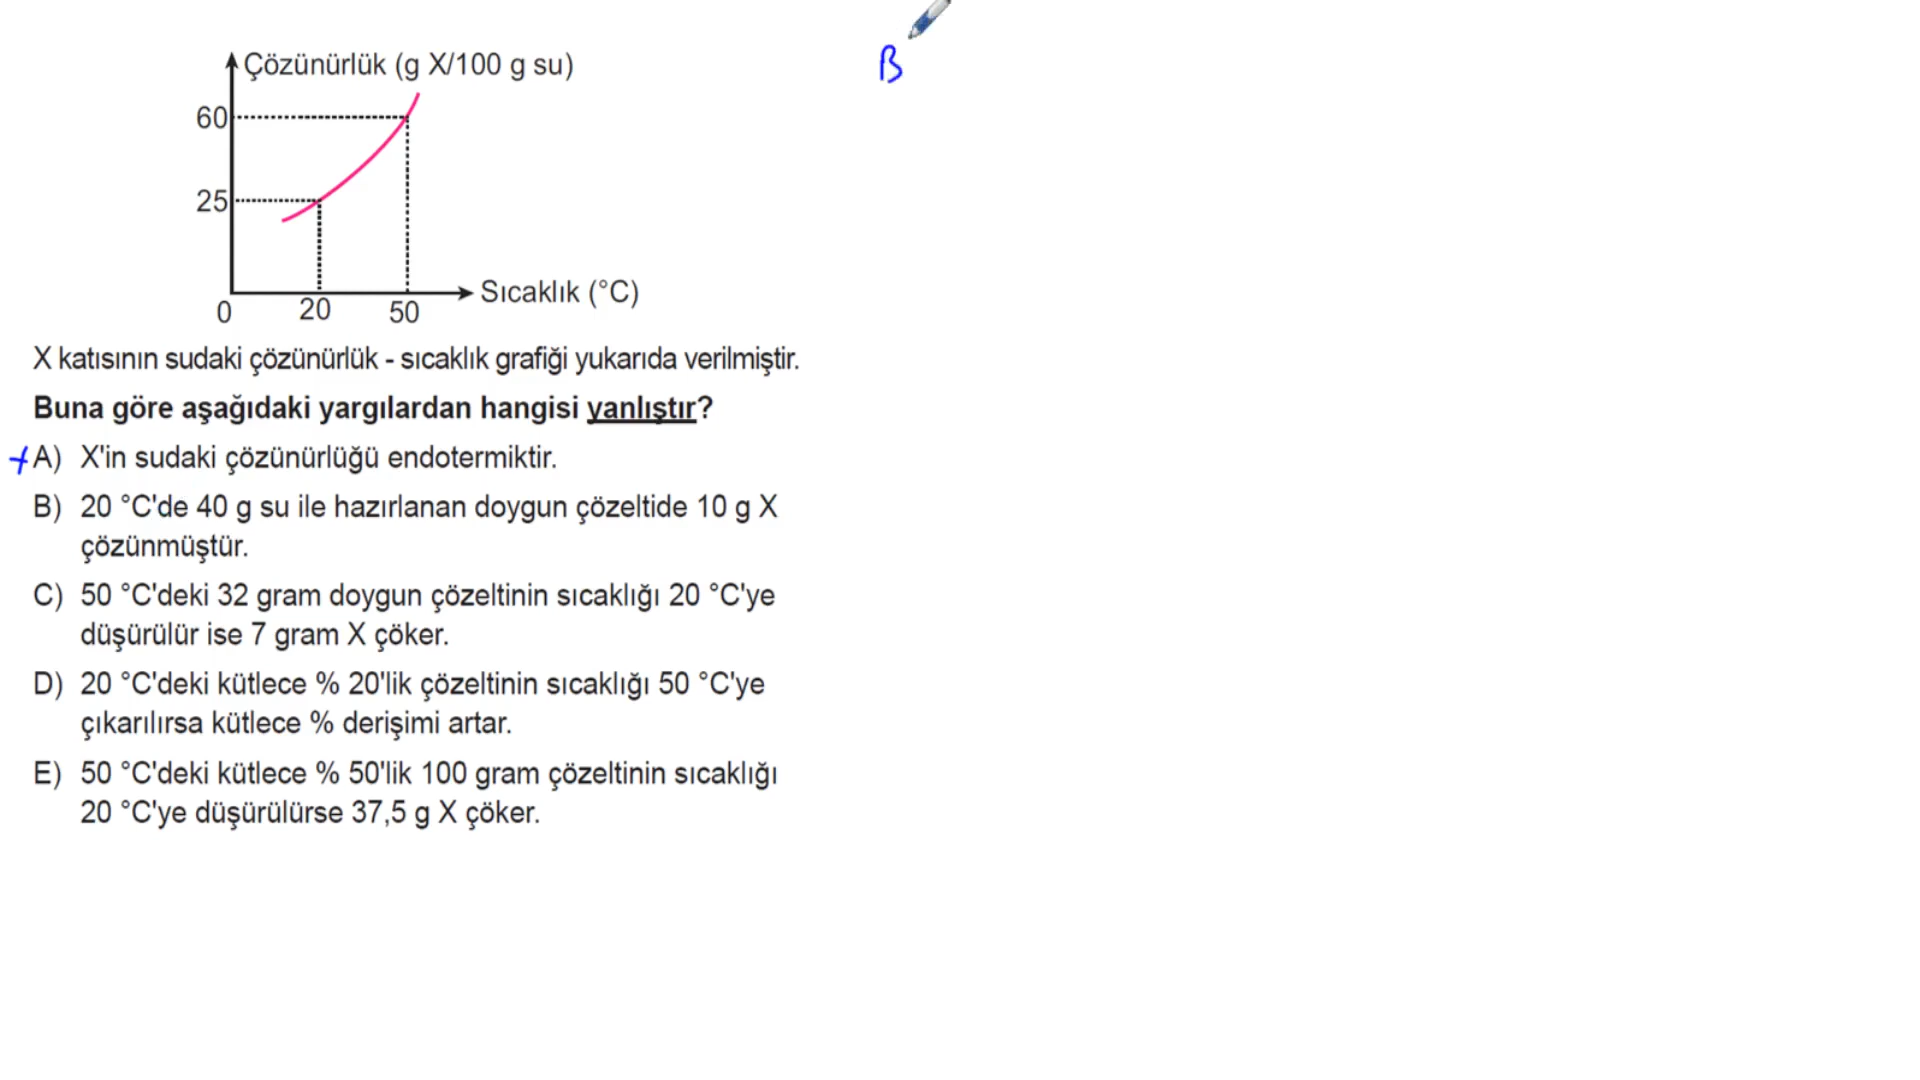 Çözünürlük (g X/100 g su)
B
60
25
Sıcaklık (°C)
0 20 50
X katısının sudaki çözünürlük - sıcaklık grafiği yukarıda verilmiştir.
Buna göre aşağıdaki yargılardan hangisi yanlıştır?
+ A) X'in sudaki çözünürlüğü endotermiktir.
B) 20 °C'de 40 g su ile hazırlanan doygun çözeltide 10 g X
çözünmüştür.
C) 50 °C'deki 32 gram doygun çözeltinin sıcaklığı 20 °C'ye
düşürülür ise 7 gram X çöker.
D) 20 °C'deki kütlece % 20'lik çözeltinin sıcaklığı 50 °C'ye
çıkarılırsa kütlece % derişimi artar.
E) 50 °C'deki kütlece % 50'lik 100 gram çözeltinin sıcaklığı
20 °C'ye düşürülürse 37,5 g X çöker.